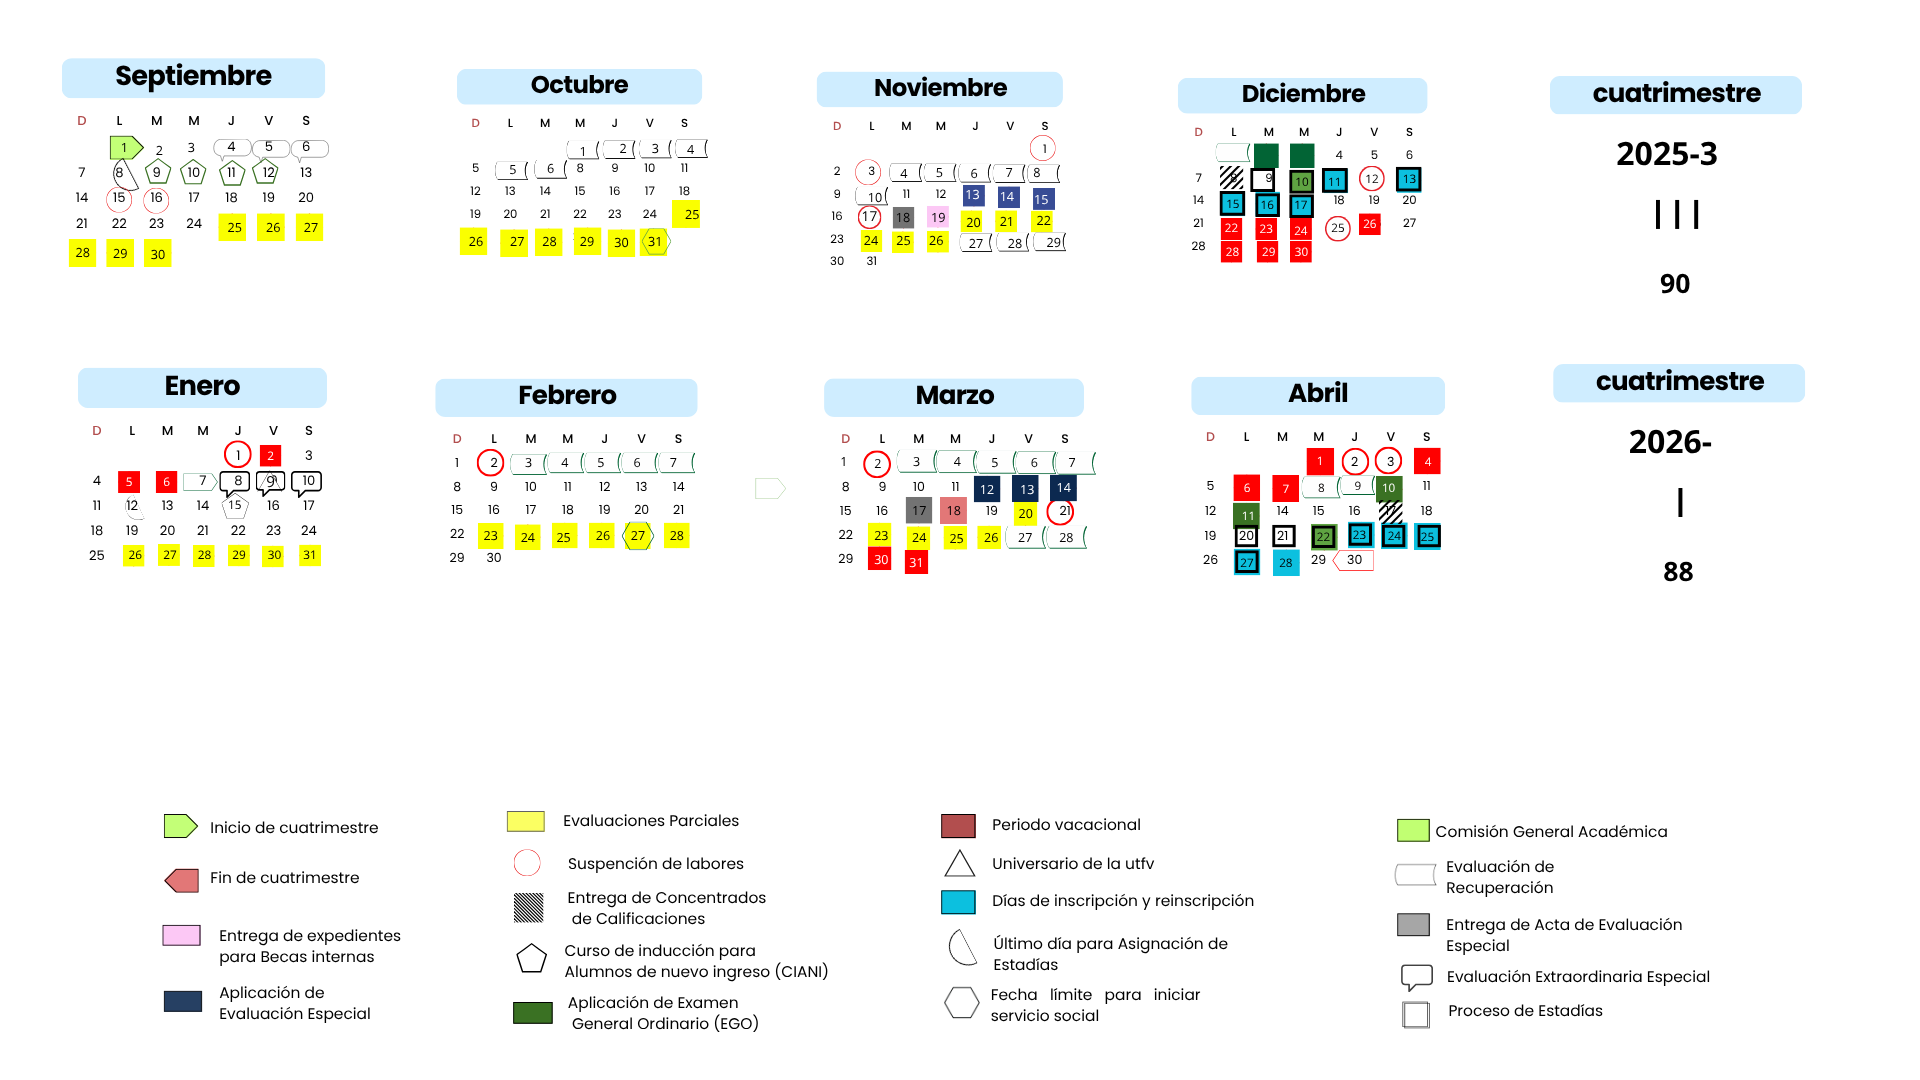 Septiembre
D L M M J V S
1 2 3 4 5 6
7 8 9 10 11 12 13
14 15 16 17 18 19 20
21 22 23 24 25 26 27
28 29 30
Octubre
D L M M J V S
1 2 3 4
5 5 6 8 9 10 11
12 13 14 15 16 17 18
19 20 21 22 23 24 25
26 27 28 29 30 31
Noviembre
D L M M J V S
1
2 3 4 5 6 7 8
9 10 11 12 13 14 15
16 17 18 19 20 21 22
23 24 25 26 27 28 29
30 31
Diciembre
D L M M J V S
4 5 6
7 8 9 10 11 12 13
14 15 16 17 18 19 20
21 22 23 24 25 26 27
28 28 29 30
cuatrimestre
2025-3
|||
90
Enero
D L M M J V S
1 2 3
4 5 6 7 8 9 10
11 12 13 14 15 16 17
18 19 20 21 22 23 24
25 26 27 28 29 30 31
Febrero
D L M M J V S
1 2 3 4 5 6 7
8 9 10 11 12 13 14
15 16 17 18 19 20 21
22 23 24 25 26 27 28
29 30
Marzo
D L M M J V S
1 2 3 4 5 6 7
8 9 10 11 12 13 14
15 16 17 18 19 20 21
22 23 24 25 26 27 28
29 30 31
Abril
D L M M J V S
1 2 3 4
5 6 7 8 9 10 11
12 11 14 15 16 17 18
19 20 21 22 23 24 25
26 27 28 29 30
cuatrimestre
2026-
|
88
Inicio de cuatrimestre
Fin de cuatrimestre
Entrega de expedientes
para Becas internas
Aplicación de
Evaluación Especial
Evaluaciones Parciales
Suspención de labores
Entrega de Concentrados
de Calificaciones
Curso de inducción para
Alumnos de nuevo ingreso (CIANI)
Aplicación de Examen
General Ordinario (EGO)
Periodo vacacional
Universario de la utfv
Días de inscripción y reinscripción
Último día para Asignación de
Estadías
Fecha límite para iniciar
servicio social
Comisión General Académica
Evaluación de
Recuperación
Entrega de Acta de Evaluación
Especial
Evaluación Extraordinaria Especial
Proceso de Estadías